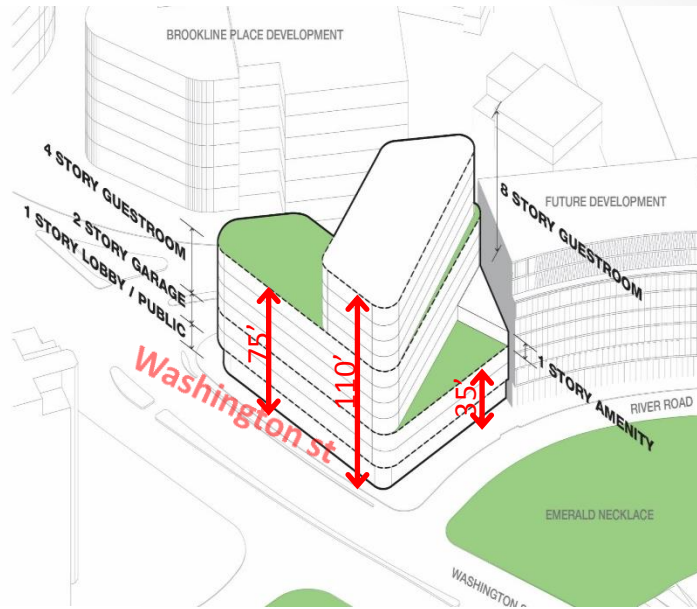 BROOKLINE PLACE DEVELOPMENT
4 STORY GUESTROOM
2 STORY GARAGE
1 STORY LOBBY / PUBLIC
8 STORY GUESTROOM
FUTURE DEVELOPMENT
75'
110'
35'
Washington st
1 STORY AMENITY
RIVER ROAD
EMERALD NECKLACE
WASHINGTON